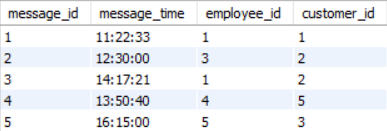 message_id message_time employee_id customer_id
1 11:22:33 1 1
2 12:30:00 3 2
3 14:17:21 1 2
4 13:50:40 4 5
5 16:15:00 5 3